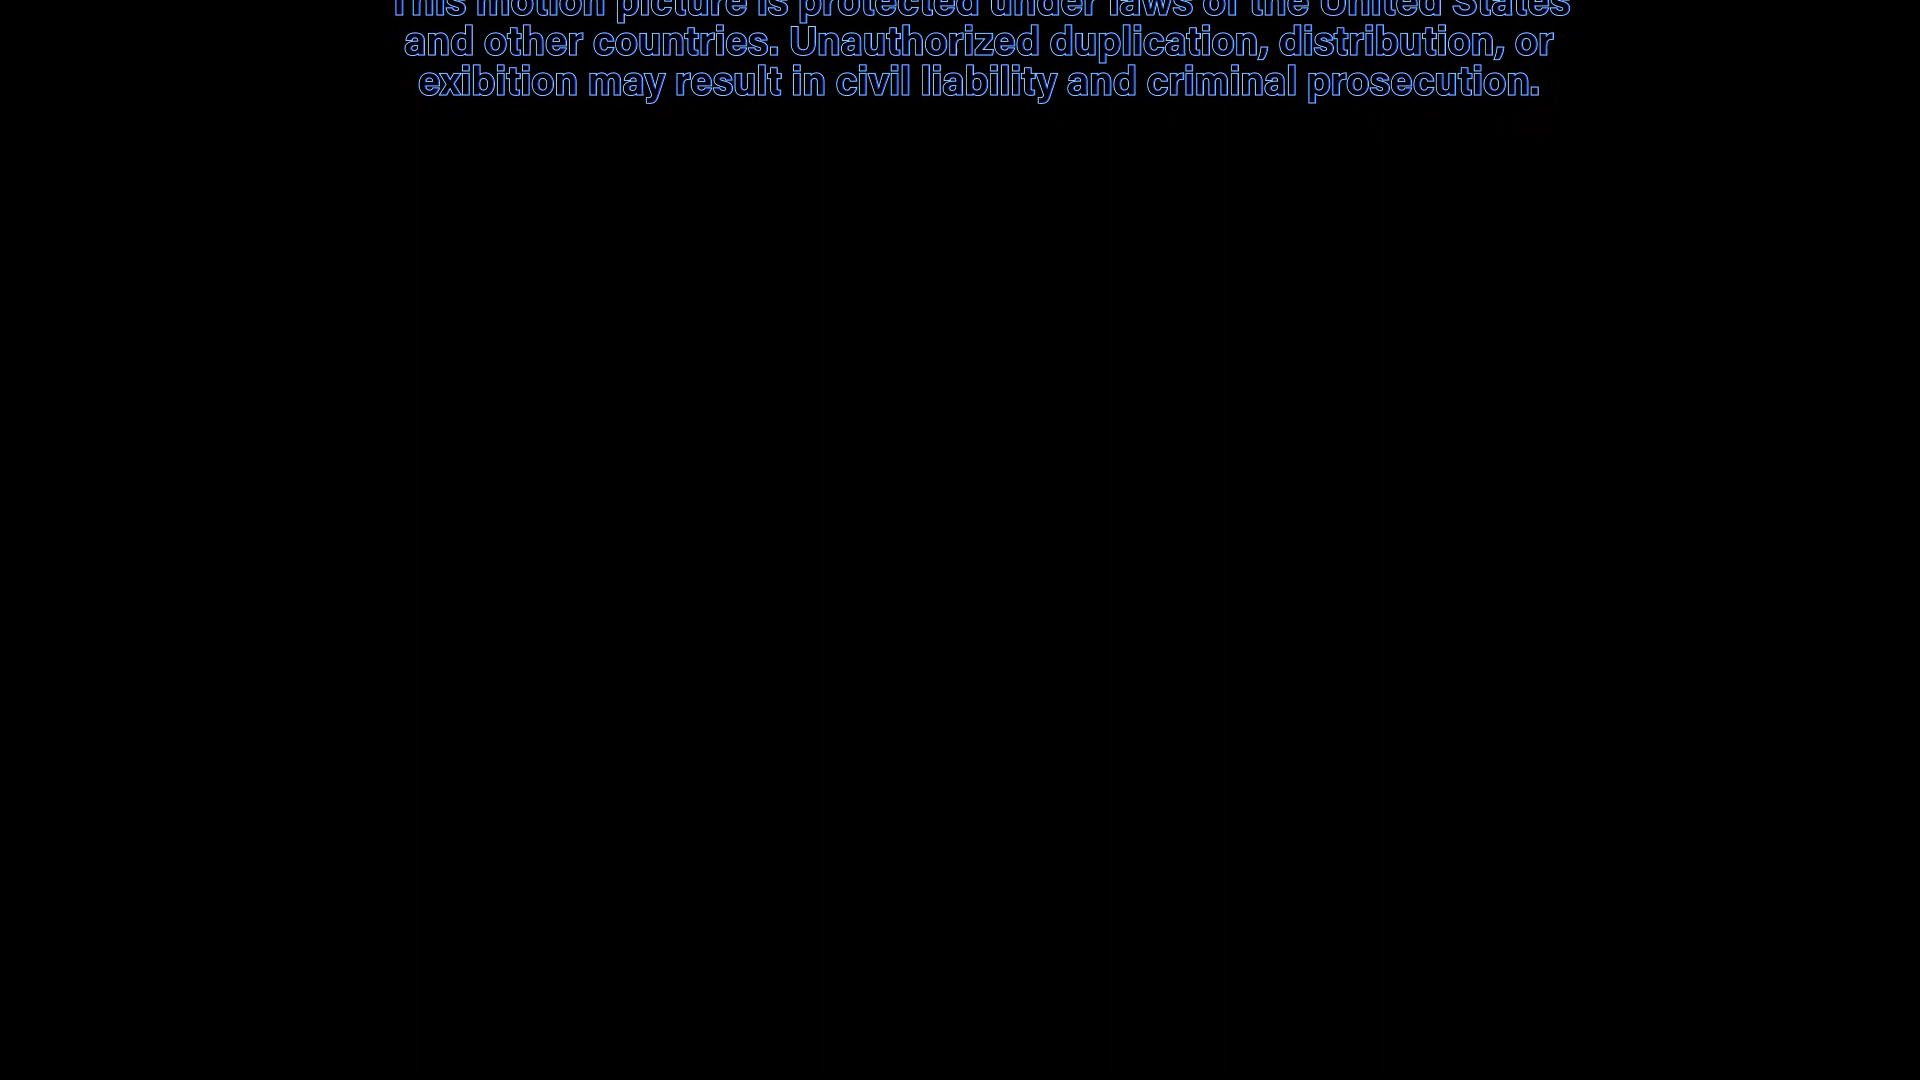 This motion picture is protected under laws of the United States
and other countries. Unauthorized duplication, distribution, or
exibition may result in civil liability and criminal prosecution.